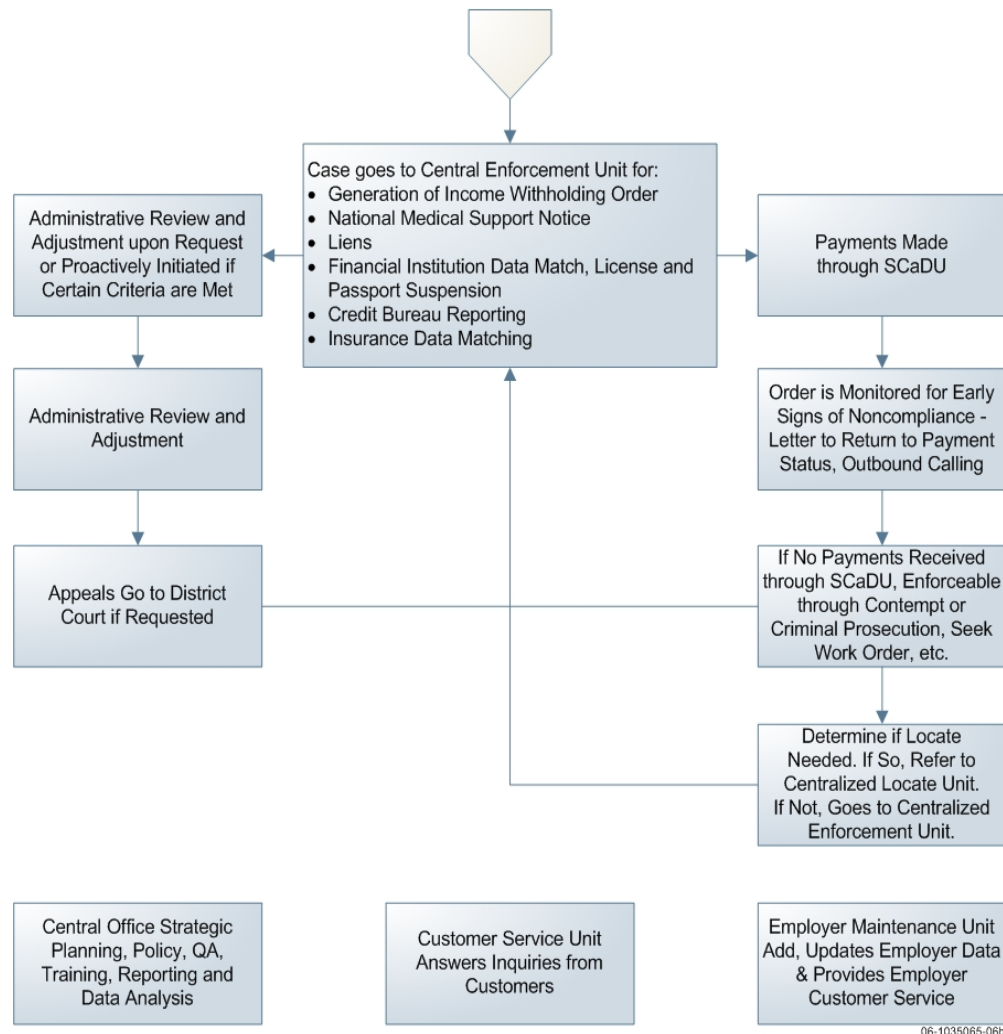 Case goes to Central Enforcement Unit for:
• Generation of Income Withholding Order
• National Medical Support Notice
• Liens
• Financial Institution Data Match, License and
Passport Suspension
• Credit Bureau Reporting
• Insurance Data Matching
Administrative Review and
Adjustment upon Request
or Proactively Initiated if
Certain Criteria are Met
Payments Made
through SCaDU
Administrative Review and
Adjustment
Order is Monitored for Early
Signs of Noncompliance -
Letter to Return to Payment
Status, Outbound Calling
Appeals Go to District
Court if Requested
If No Payments Received
through SCaDU, Enforceable
through Contempt or
Criminal Prosecution, Seek
Work Order, etc.
Determine if Locate
Needed. If So, Refer to
Centralized Locate Unit.
If Not, Goes to Centralized
Enforcement Unit.
Central Office Strategic
Planning, Policy, QA,
Training, Reporting and
Data Analysis
Customer Service Unit
Answers Inquiries from
Customers
Employer Maintenance Unit
Add, Updates Employer Data
& Provides Employer
Customer Service
06-1035065-06b